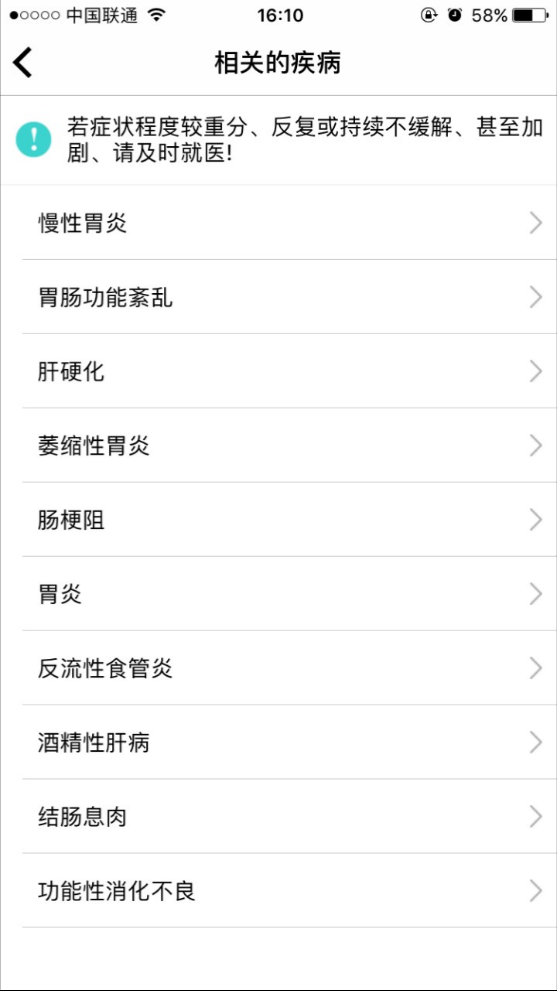 中国联通 16:10 58%
相关的疾病
若症状程度较重分、反复或持续不缓解、甚至加
剧、请及时就医!
慢性胃炎
胃肠功能紊乱
肝硬化
萎缩性胃炎
肠梗阻
胃炎
反流性食管炎
酒精性肝病
结肠息肉
功能性消化不良